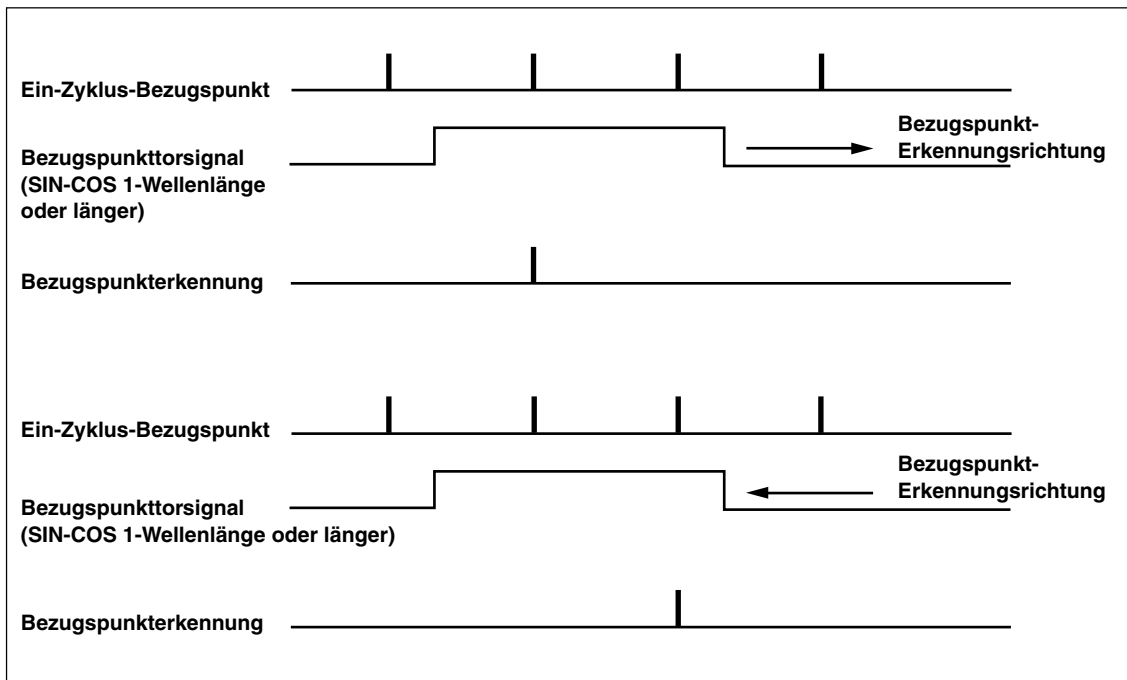 Ein-Zyklus-Bezugspunkt
Bezugspunkt-
Erkennungsrichtung
Bezugspunkttorsignal
(SIN-COS 1-Wellenlänge
oder länger)
Bezugspunkterkennung
Ein-Zyklus-Bezugspunkt
Bezugspunkt-
Erkennungsrichtung
Bezugspunkttorsignal
(SIN-COS 1-Wellenlänge oder länger)
Bezugspunkterkennung